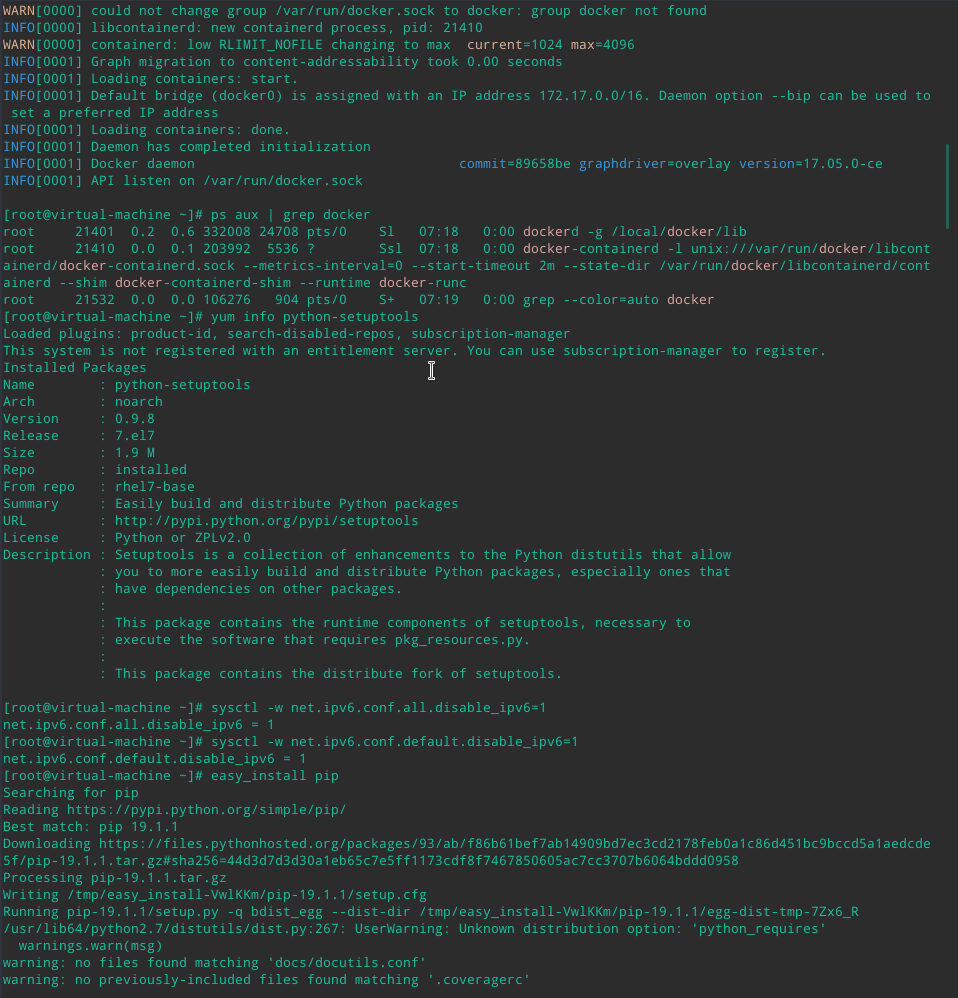 WARN[0000] could not change group /var/run/docker.sock to docker: group docker not found
INFO[0000] libcontainerd: new containerd process, pid: 21410
WARN[0000] containerd: low RLIMIT_NOFILE changing to max  current=1024 max=4096
INFO[0001] Graph migration to content-addressability took 0.00 seconds
INFO[0001] Loading containers: start.
INFO[0001] Default bridge (docker0) is assigned with an IP address 172.17.0.0/16. Daemon option --bip can be used to
 set a preferred IP address
INFO[0001] Loading containers: done.
INFO[0001] Daemon has completed initialization
INFO[0001] Docker daemon                                 commit=89658be graphdriver=overlay version=17.05.0-ce
INFO[0001] API listen on /var/run/docker.sock
[root@virtual-machine ~]# ps aux | grep docker
root     21401  0.2  0.6 332008 24708 pts/0    Sl   07:18   0:00 dockerd -g /local/docker/lib
root     21410  0.0  0.1 203992  5536 ?        Ssl  07:18   0:00 docker-containerd -l unix:///var/run/docker/libcont
ainerd/docker-containerd.sock --metrics-interval=0 --start-timeout 2m --state-dir /var/run/docker/libcontainerd/cont
ainerd --shim docker-containerd-shim --runtime docker-runc
root     21532  0.0  0.0 106276   904 pts/0    S+   07:19   0:00 grep --color=auto docker
[root@virtual-machine ~]# yum info python-setuptools
Loaded plugins: product-id, search-disabled-repos, subscription-manager
This system is not registered with an entitlement server. You can use subscription-manager to register.
Installed Packages
Name        : python-setuptools
Arch        : noarch
Version     : 0.9.8
Release     : 7.el7
Size        : 1.9 M
Repo        : installed
From repo   : rhel7-base
Summary     : Easily build and distribute Python packages
URL         : http://pypi.python.org/pypi/setuptools
License     : Python or ZPLv2.0
Description : Setuptools is a collection of enhancements to the Python distutils that allow
            : you to more easily build and distribute Python packages, especially ones that
            : have dependencies on other packages.
            :
            : This package contains the runtime components of setuptools, necessary to
            : execute the software that requires pkg_resources.py.
            :
            : This package contains the distribute fork of setuptools.
[root@virtual-machine ~]# sysctl -w net.ipv6.conf.all.disable_ipv6=1
net.ipv6.conf.all.disable_ipv6 = 1
[root@virtual-machine ~]# sysctl -w net.ipv6.conf.default.disable_ipv6=1
net.ipv6.conf.default.disable_ipv6 = 1
[root@virtual-machine ~]# easy_install pip
Searching for pip
Reading https://pypi.python.org/simple/pip/
Best match: pip 19.1.1
Downloading https://files.pythonhosted.org/packages/93/ab/f86b61bef7ab14909bd7ec3cd2178feb0a1c86d451bc9bccd5a1aedcde
5f/pip-19.1.1.tar.gz#sha256=44d3d7d3d30a1eb65c7e5ff1173cdf8f7467850605ac7cc3707b6064bddd0958
Processing pip-19.1.1.tar.gz
Writing /tmp/easy_install-VwlKKm/pip-19.1.1/setup.cfg
Running pip-19.1.1/setup.py -q bdist_egg --dist-dir /tmp/easy_install-VwlKKm/pip-19.1.1/egg-dist-tmp-7Zx6_R
/usr/lib64/python2.7/distutils/dist.py:267: UserWarning: Unknown distribution option: 'python_requires'
  warnings.warn(msg)
warning: no files found matching 'docs/docutils.conf'
warning: no previously-included files found matching '.coveragerc'